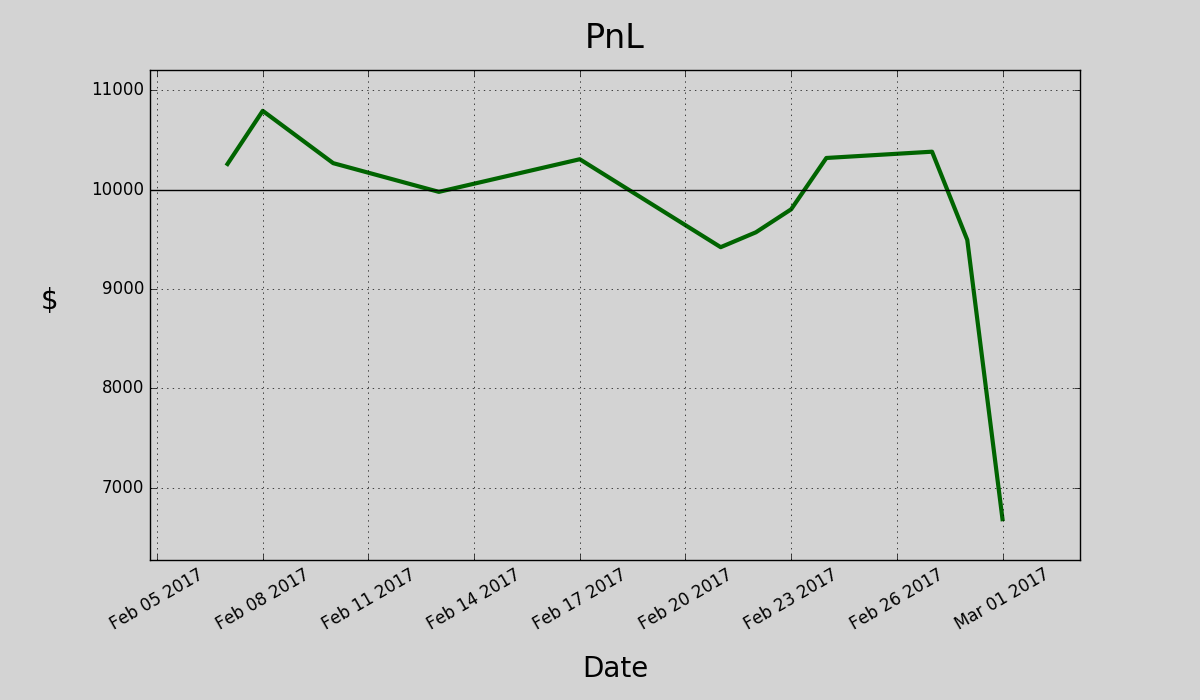 PnL
11000
10000
9000
8000
7000
$
Feb 05 2017
Feb 08 2017
Feb 11 2017
Feb 14 2017
Feb 17 2017
Feb 20 2017
Feb 23 2017
Feb 26 2017
Mar 01 2017
Date